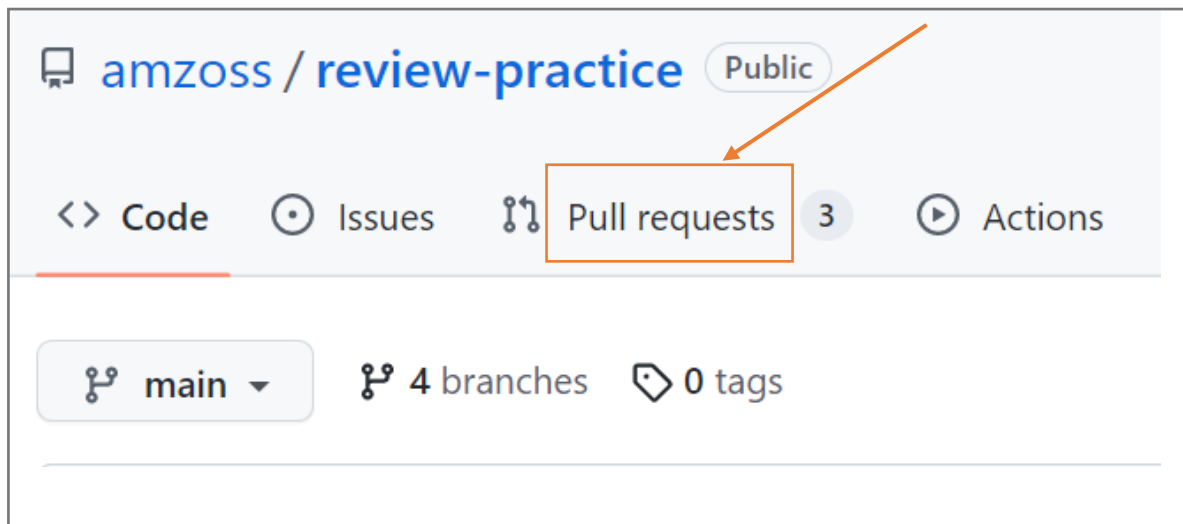 amzoss / review-practice Public
<> Code Issues Pull requests 3 Actions
main 4 branches 0 tags